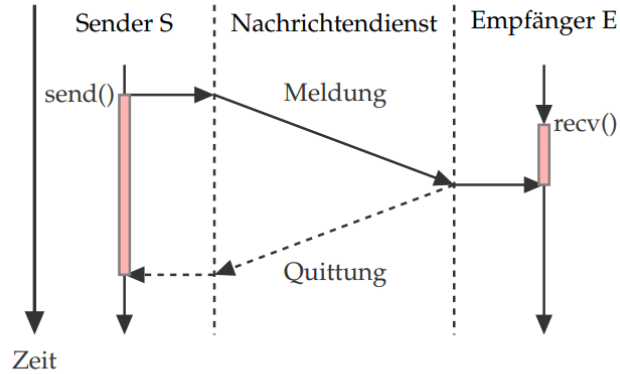 Sender S
Nachrichtendienst
Empfänger E
send()
Meldung
recv()
Quittung
Zeit